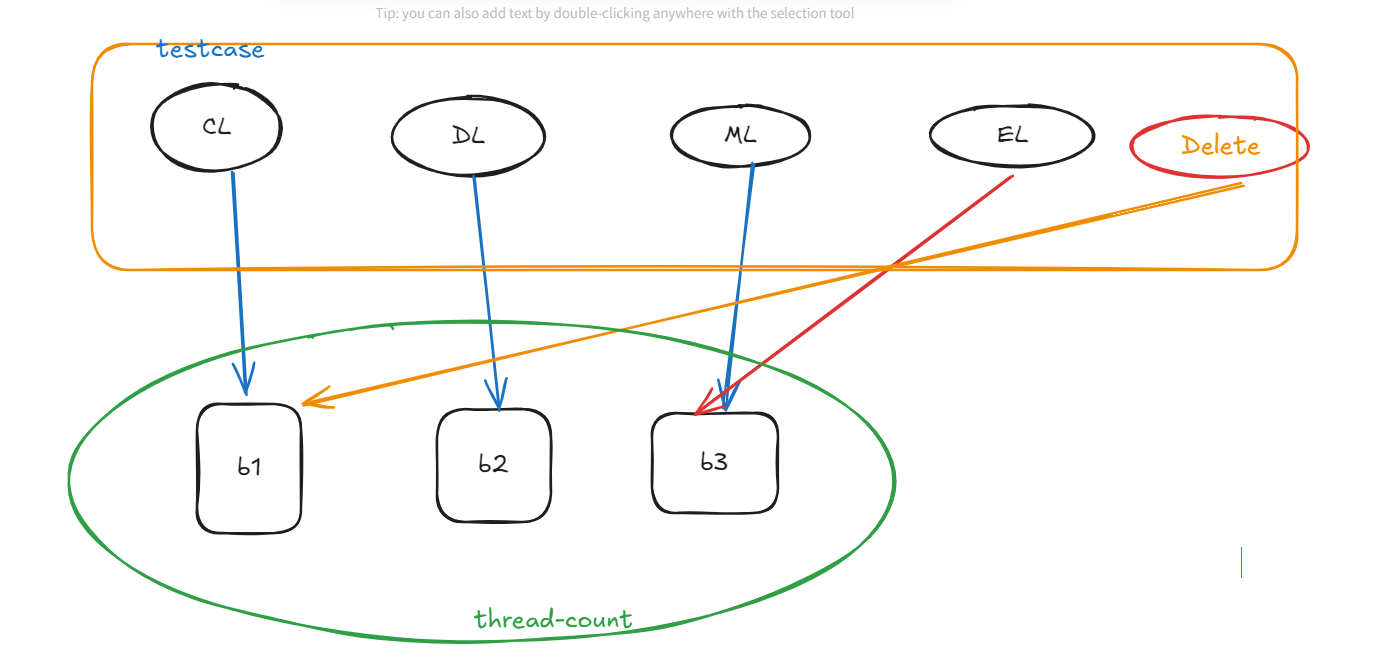 Tip: you can also add text by double-clicking anywhere with the selection tool
testcase
CL
DL
ML
EL
Delete
b1
b2
b3
thread-count